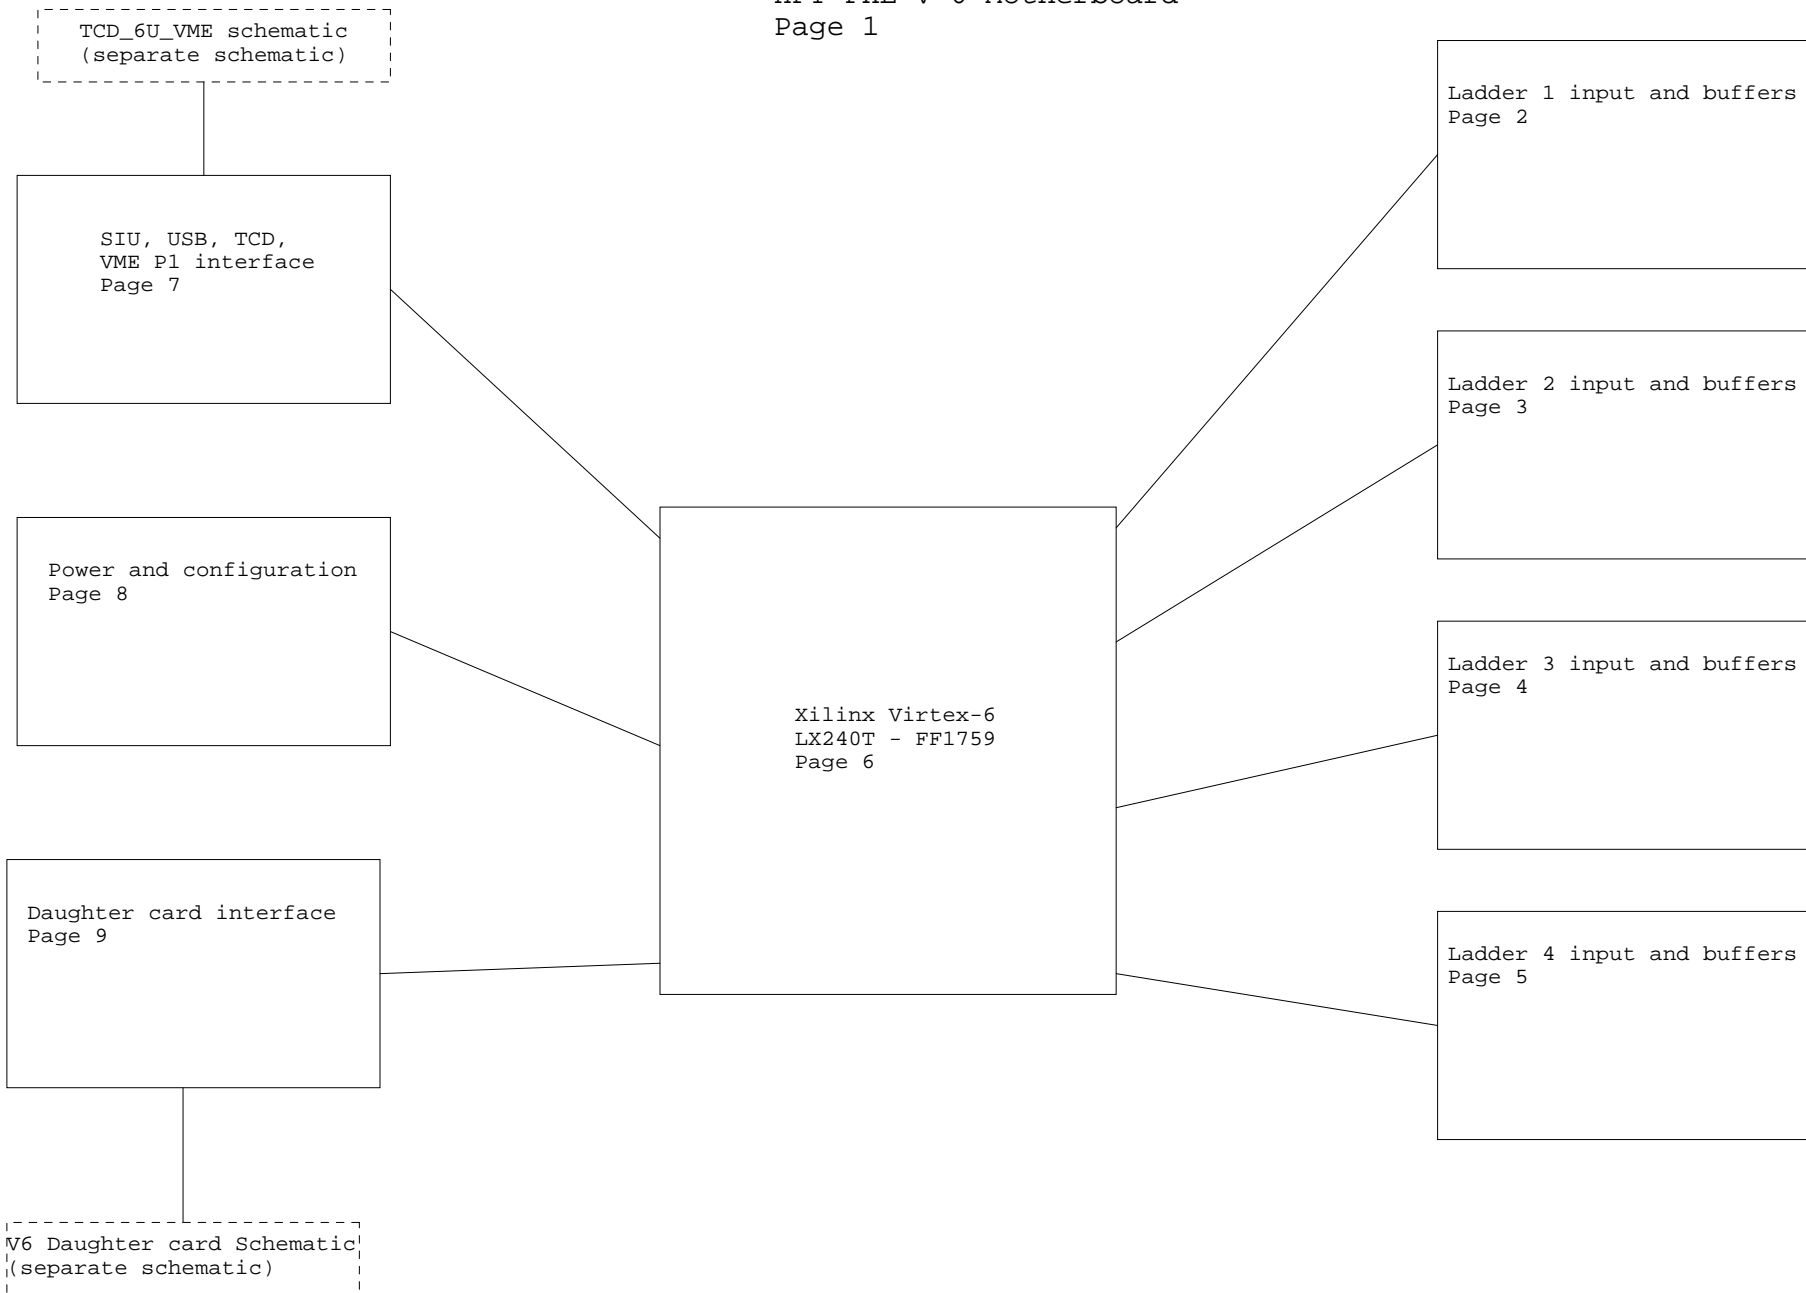 Page 1
TCD_6U_VME schematic
(separate schematic)
SIU, USB, TCD,
VME P1 interface
Page 7
Power and configuration
Page 8
Daughter card interface
Page 9
V6 Daughter card Schematic
(separate schematic)
Xilinx Virtex-6
LX240T - FF1759
Page 6
Ladder 1 input and buffers
Page 2
Ladder 2 input and buffers
Page 3
Ladder 3 input and buffers
Page 4
Ladder 4 input and buffers
Page 5